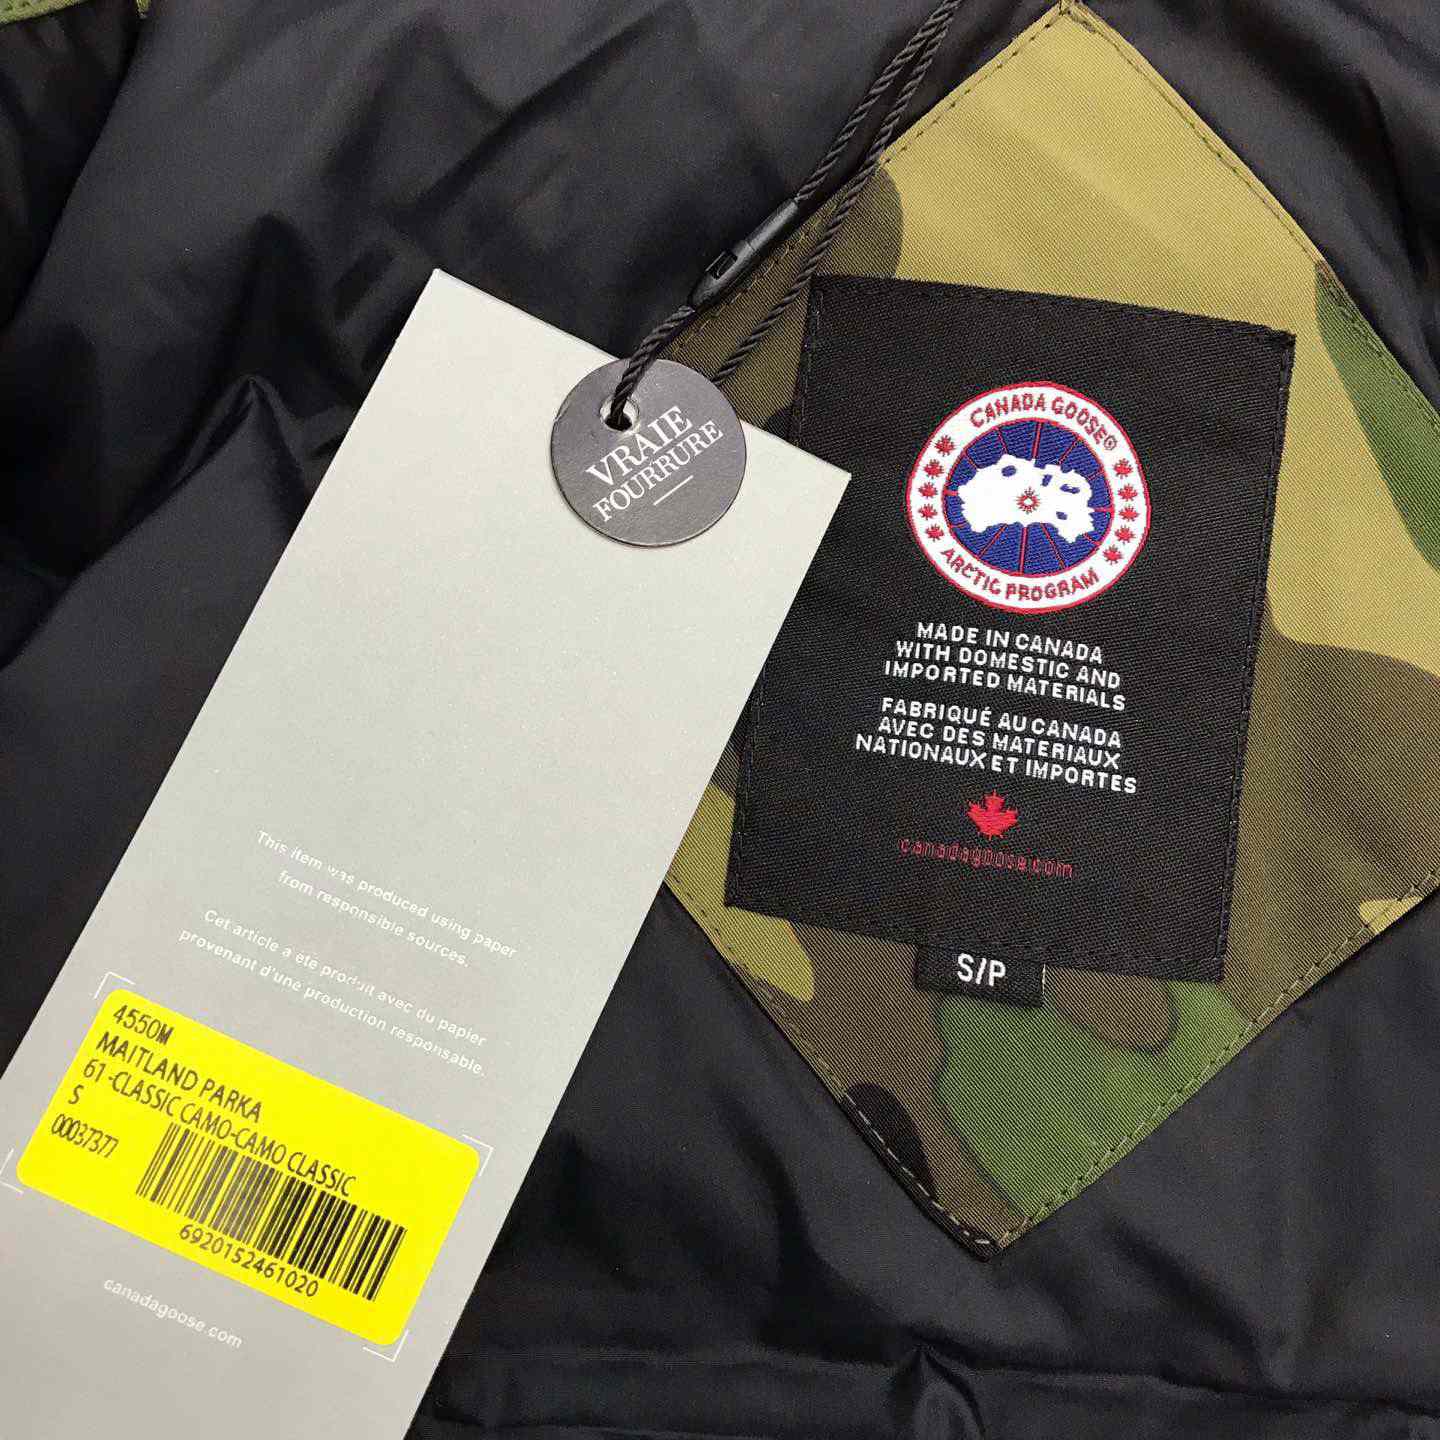 VRAIE
FOURRURE
CANADA GOOSE®
ARCTIC PROGRAM
MADE IN CANADA
WITH DOMESTIC AND
IMPORTED MATERIALS
FABRIQUÉ AU CANADA
AVEC DES MATERIAUX
NATIONAUX ET IMPORTES
canadagoose.com
S/P
This item was produced using paper
from responsible sources.
Cet article a ete produit avec du papier
provenant d'une production responsable.
4550M
MAITLAND PARKA
61-CLASSIC CAMO-CAMO CLASSIC
S
00037377
6920152461020
canadagoose.com